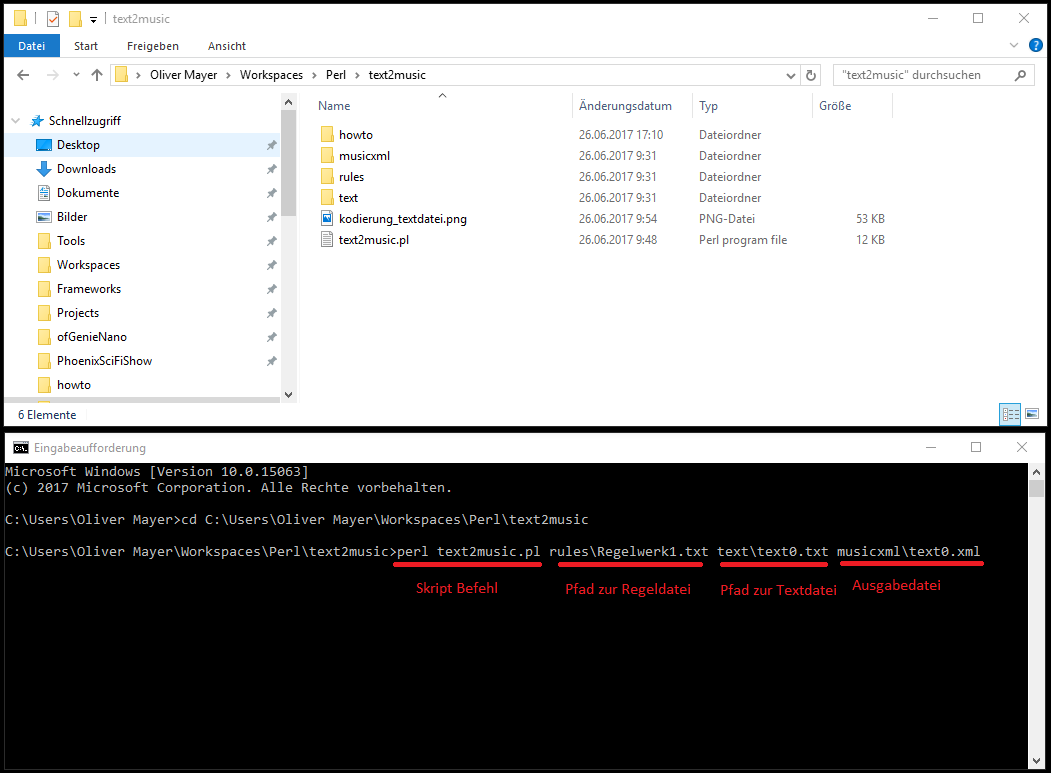 text2music
Datei Start Freigeben Ansicht
Oliver Mayer Workspaces Perl text2music "text2music" durchsuchen
Name Änderungsdatum Typ Größe
Schnellzugriff
Desktop
Downloads
Dokumente
Bilder
Tools
Workspaces
Frameworks
Projects
ofGenieNano
PhoenixSciFiShow
howto
howto 26.06.2017 17:10 Dateiordner
musicxml 26.06.2017 9:31 Dateiordner
rules 26.06.2017 9:31 Dateiordner
text 26.06.2017 9:31 Dateiordner
kodierung_textdatei.png 26.06.2017 9:54 PNG-Datei 53 KB
text2music.pl 26.06.2017 9:48 Perl program file 12 KB
6 Elemente
Eingabeaufforderung
Microsoft Windows [Version 10.0.15063]
(c) 2017 Microsoft Corporation. Alle Rechte vorbehalten.
C:\Users\Oliver Mayer>cd C:\Users\Oliver Mayer\Workspaces\Perl\text2music
C:\Users\Oliver Mayer\Workspaces\Perl\text2music>perl text2music.pl rules\Regelwerk1.txt text\text0.txt musicxml\text0.xml
Skript Befehl Pfad zur Regeldatei Pfad zur Textdatei Ausgabedatei